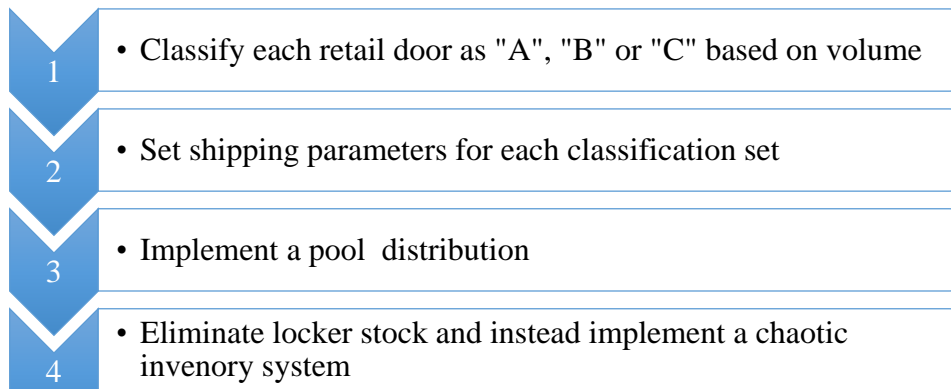 1
• Classify each retail door as "A", "B" or "C" based on volume
2
• Set shipping parameters for each classification set
3
• Implement a pool  distribution
4
• Eliminate locker stock and instead implement a chaotic
invenory system